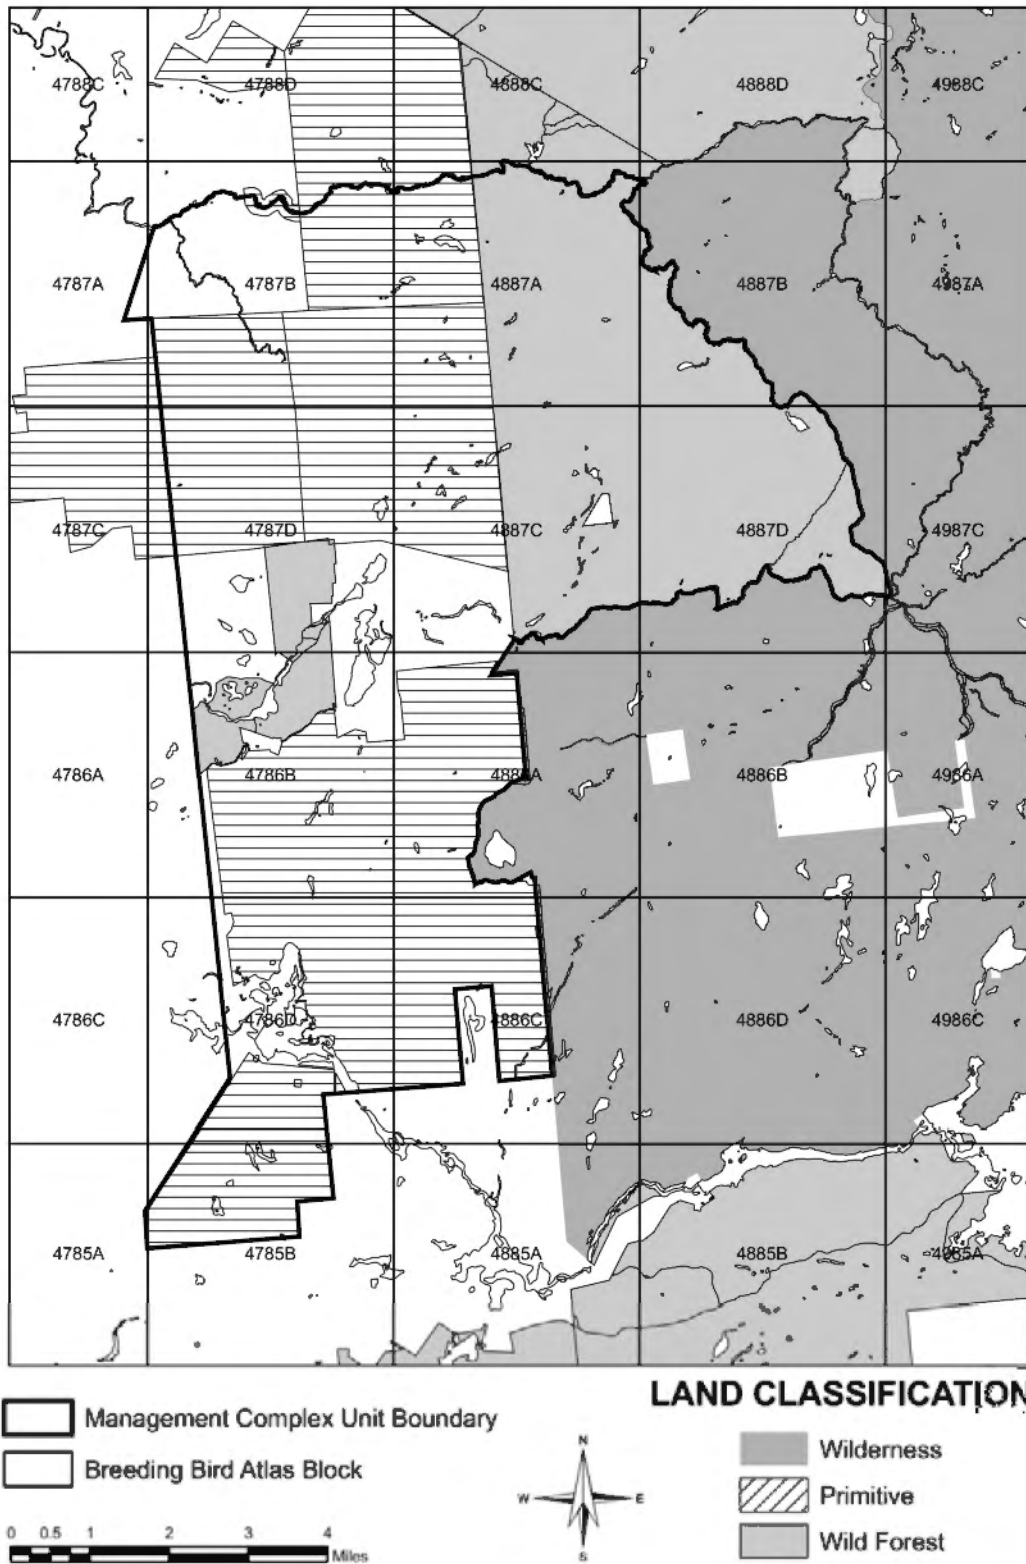 4788C 4788D 4888C 4888D 4988C
4787A 4787B 4887A 4887B 4987A
4787C 4787D 4887C 4887D 4987C
4786A 4786B 4886A 4886B 4986A
4786C 4786D 4886C 4886D 4986C
4785A 4785B 4885A 4885B 4985A
LAND CLASSIFICATION
Management Complex Unit Boundary
Breeding Bird Atlas Block
N
W E
S
Wilderness
Primitive
Wild Forest
0 0.5 1 2 3 4
Miles